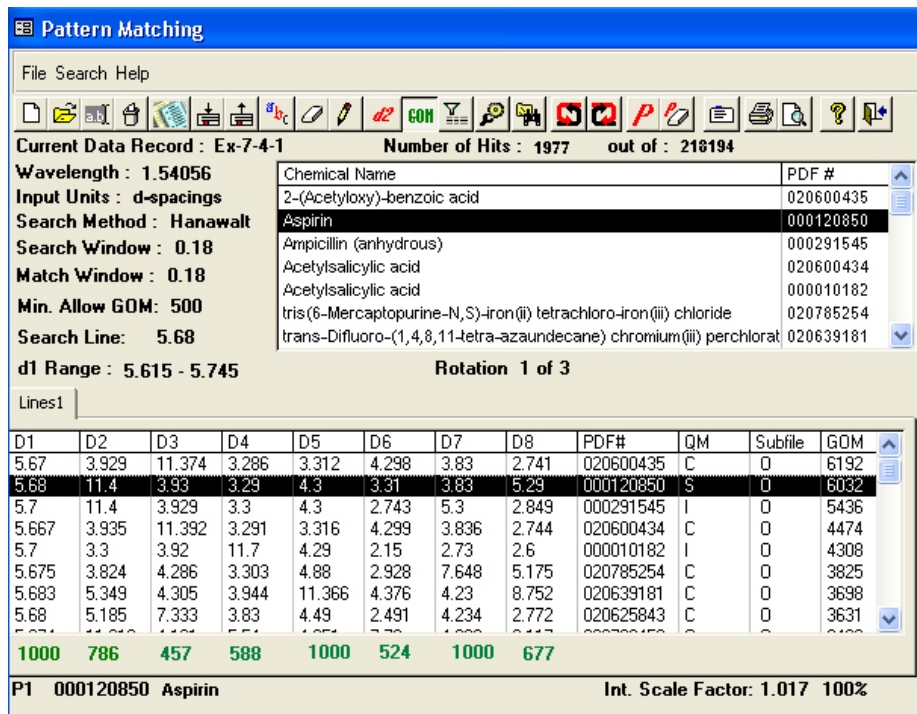 Pattern Matching
File Search Help
a.b. a b c d2 GOM P P ?
Current Data Record : Ex-7-4-1 Number of Hits : 1977 out of : 218194
Wavelength : 1.54056
Input Units : d-spacings
Search Method : Hanawalt
Search Window : 0.18
Match Window : 0.18
Min. Allow GOM: 500
Search Line: 5.68
d1 Range : 5.615 - 5.745
Chemical Name PDF #
2-(Acetyloxy)-benzoic acid 020600435
Aspirin 000120850
Ampicillin (anhydrous) 000291545
Acetylsalicylic acid 020600434
Acetylsalicylic acid 000010182
tris(6-Mercaptopurine-N,S)-iron(ii) tetrachloro-iron(iii) chloride 020785254
trans-Difluoro-(1,4,8,11-tetra-azaundecane) chromium(iii) perchlorat 020639181
Rotation 1 of 3
Lines1
D1 D2 D3 D4 D5 D6 D7 D8 PDF# QM Subfile GOM
5.67 3.929 11.374 3.286 3.312 4.298 3.83 2.741 020600435 C O 6192
5.68 11.4 3.93 3.29 4.3 3.31 3.83 5.29 000120850 S O 6032
5.7 11.4 3.929 3.3 4.3 2.743 5.3 2.849 000291545 I O 5436
5.667 3.935 11.392 3.291 3.316 4.299 3.836 2.744 020600434 C O 4474
5.7 3.3 3.92 11.7 4.29 2.15 2.73 2.6 000010182 I O 4308
5.675 3.824 4.286 3.303 4.88 2.928 7.648 5.175 020785254 C O 3825
5.683 5.349 4.305 3.944 11.366 4.376 4.23 8.752 020639181 C O 3698
5.68 5.185 7.333 3.83 4.49 2.491 4.234 2.772 020625843 C O 3631
1000 786 457 588 1000 524 1000 677
P1 000120850 Aspirin Int. Scale Factor: 1.017 100%